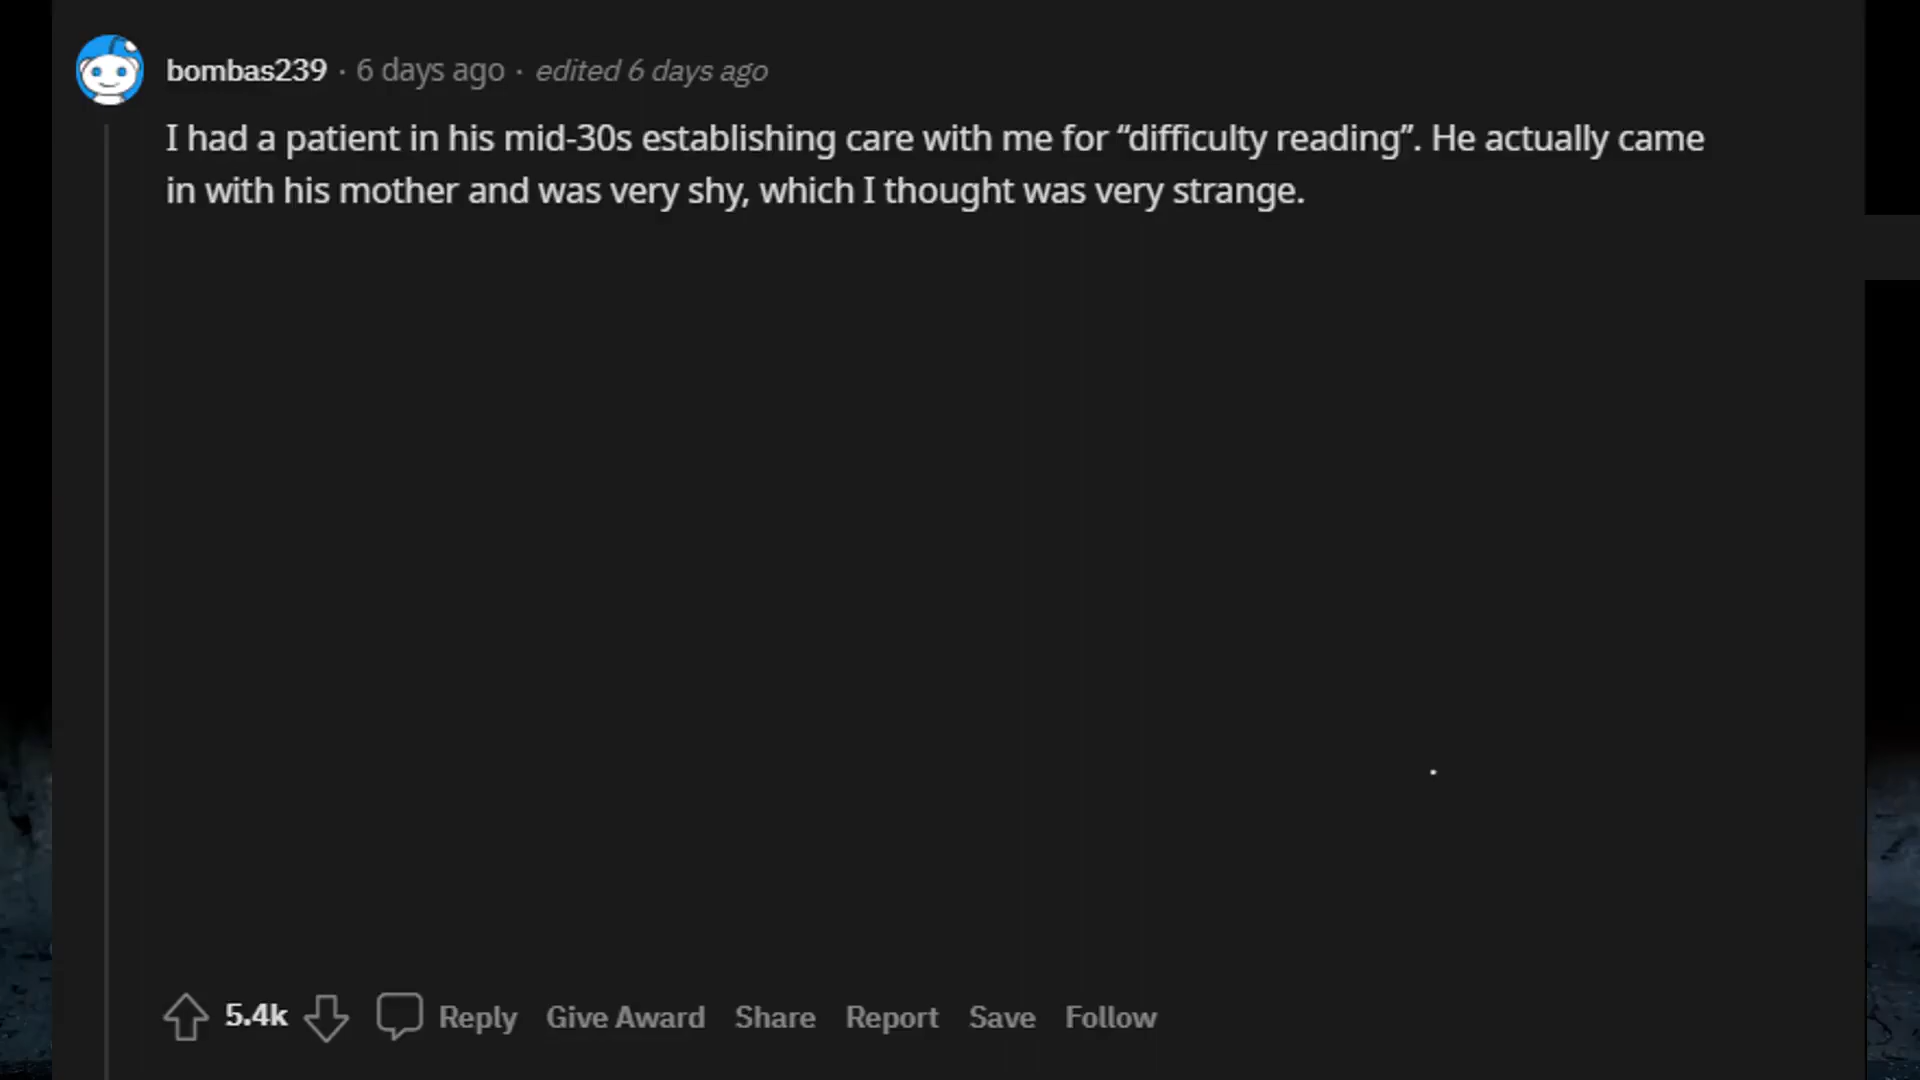 bombas239 · 6 days ago · edited 6 days ago
I had a patient in his mid-30s establishing care with me for “difficulty reading”. He actually came
in with his mother and was very shy, which I thought was very strange.
5.4k Reply Give Award Share Report Save Follow